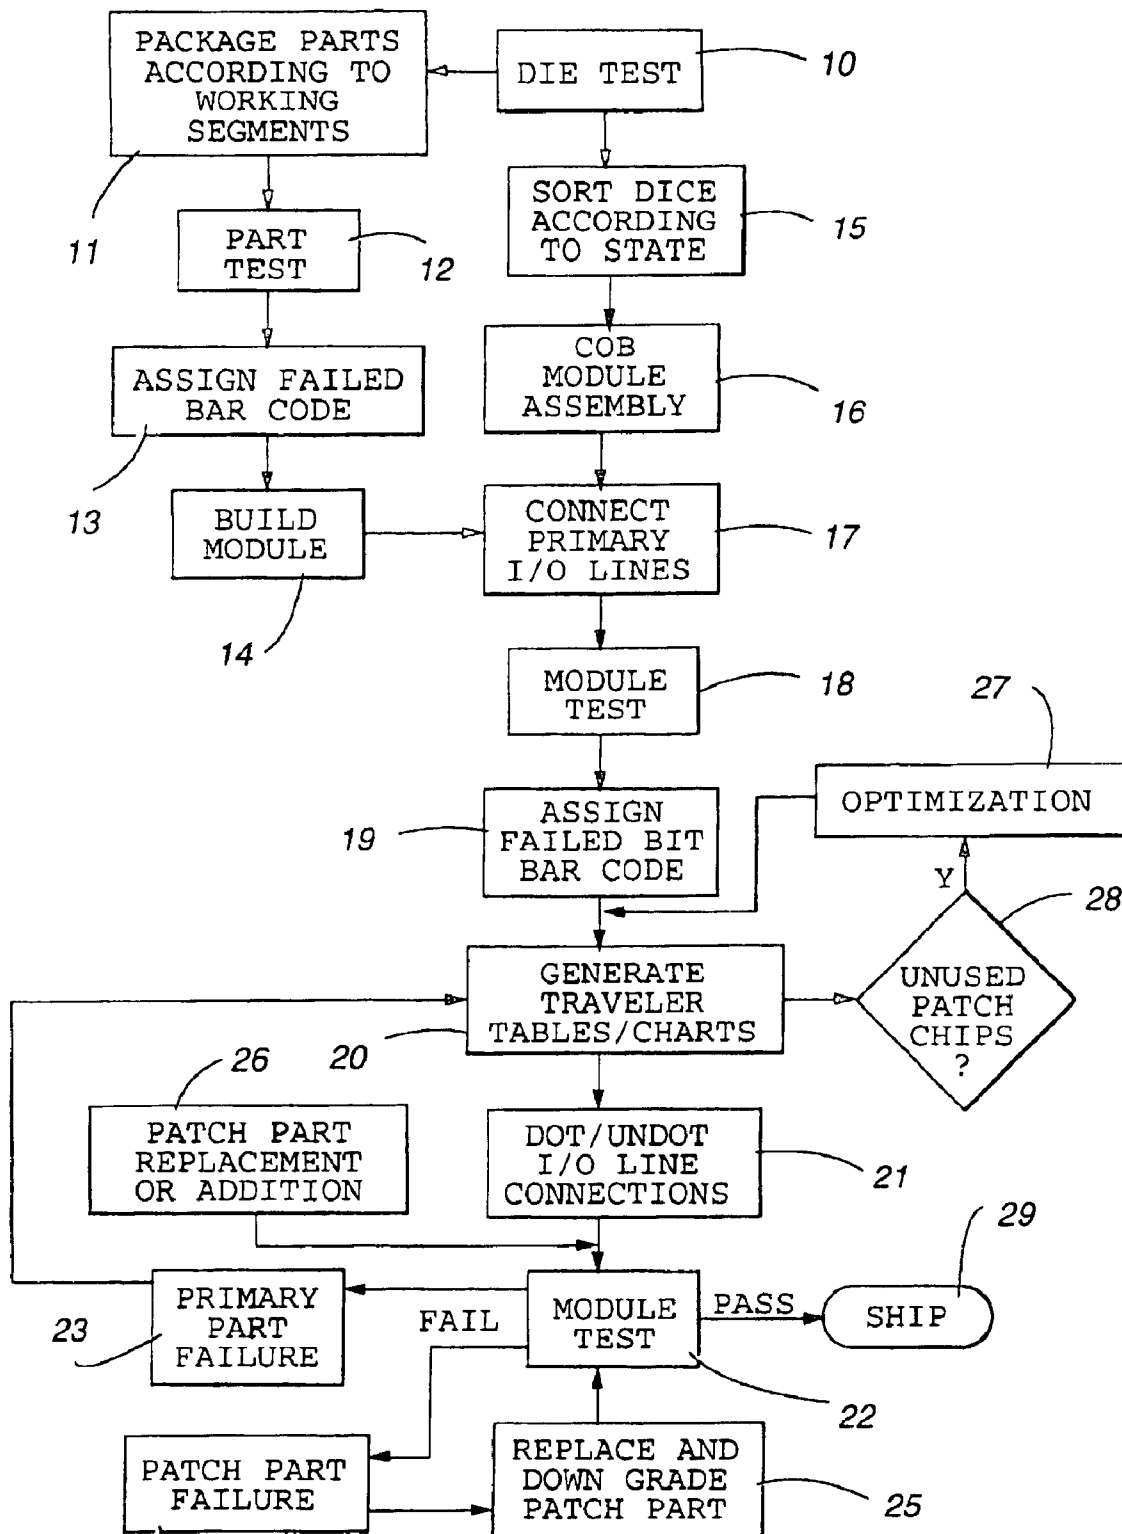 PACKAGE PARTS
ACCORDING TO
WORKING
SEGMENTS
11
DIE TEST
10
PART
TEST
12
SORT DICE
ACCORDING
TO STATE
15
ASSIGN FAILED
BAR CODE
13
COB
MODULE
ASSEMBLY
16
BUILD
MODULE
14
CONNECT
PRIMARY
I/O LINES
17
MODULE
TEST
18
27
OPTIMIZATION
19
ASSIGN
FAILED BIT
BAR CODE
Y
28
UNUSED
PATCH
CHIPS
?
GENERATE
TRAVELER
TABLES/CHARTS
20
26
PATCH PART
REPLACEMENT
OR ADDITION
DOT/UNDOT
I/O LINE
CONNECTIONS
21
29
PRIMARY
PART
FAILURE
23
FAIL
MODULE
TEST
22
PASS
SHIP
PATCH PART
FAILURE
REPLACE AND
DOWN GRADE
PATCH PART
25